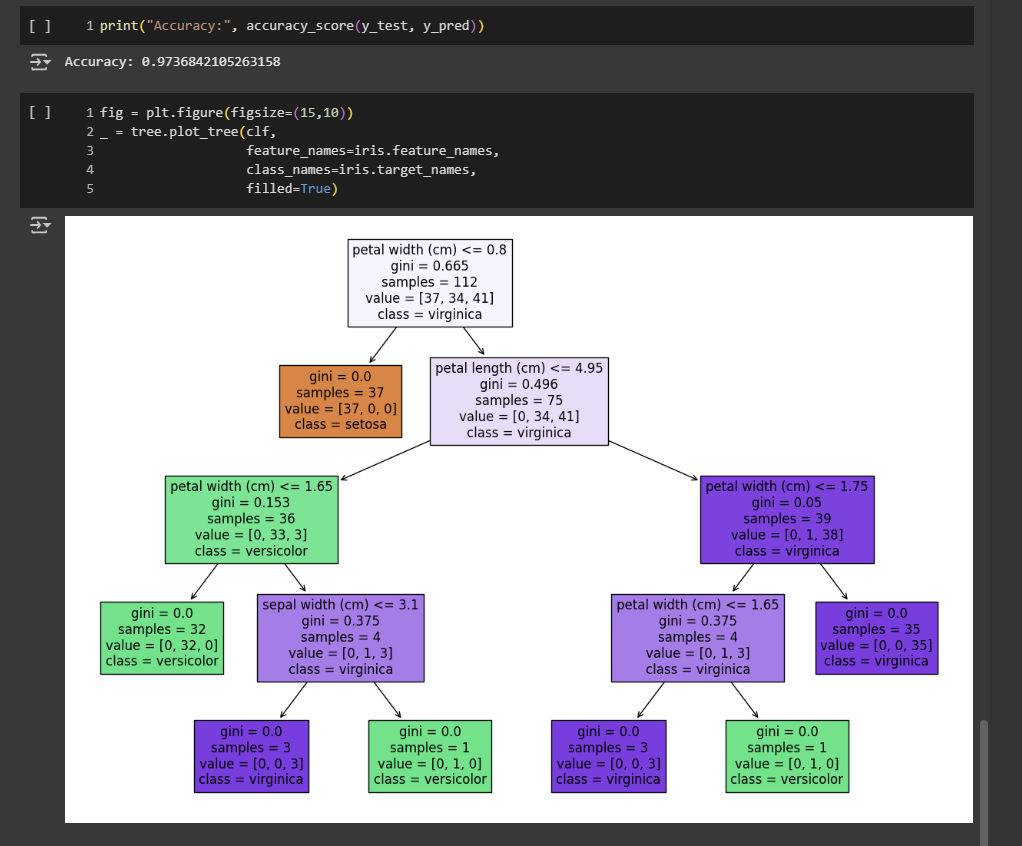 [ ] 1 print("Accuracy:", accuracy_score(y_test, y_pred))
Accuracy: 0.9736842105263158
[ ] 1 fig = plt.figure(figsize=(15,10))
2 _ = tree.plot_tree(clf,
3 feature_names=iris.feature_names,
4 class_names=iris.target_names,
5 filled=True)
petal width (cm) <= 0.8
gini = 0.665
samples = 112
value = [37, 34, 41]
class = virginica
gini = 0.0
samples = 37
value = [37, 0, 0]
class = setosa
petal length (cm) <= 4.95
gini = 0.496
samples = 75
value = [0, 34, 41]
class = virginica
petal width (cm) <= 1.65
gini = 0.153
samples = 36
value = [0, 33, 3]
class = versicolor
petal width (cm) <= 1.75
gini = 0.05
samples = 39
value = [0, 1, 38]
class = virginica
gini = 0.0
samples = 32
value = [0, 32, 0]
class = versicolor
sepal width (cm) <= 3.1
gini = 0.375
samples = 4
value = [0, 1, 3]
class = virginica
petal width (cm) <= 1.65
gini = 0.375
samples = 4
value = [0, 1, 3]
class = virginica
gini = 0.0
samples = 35
value = [0, 0, 35]
class = virginica
gini = 0.0
samples = 3
value = [0, 0, 3]
class = virginica
gini = 0.0
samples = 1
value = [0, 1, 0]
class = versicolor
gini = 0.0
samples = 3
value = [0, 0, 3]
class = virginica
gini = 0.0
samples = 1
value = [0, 1, 0]
class = versicolor